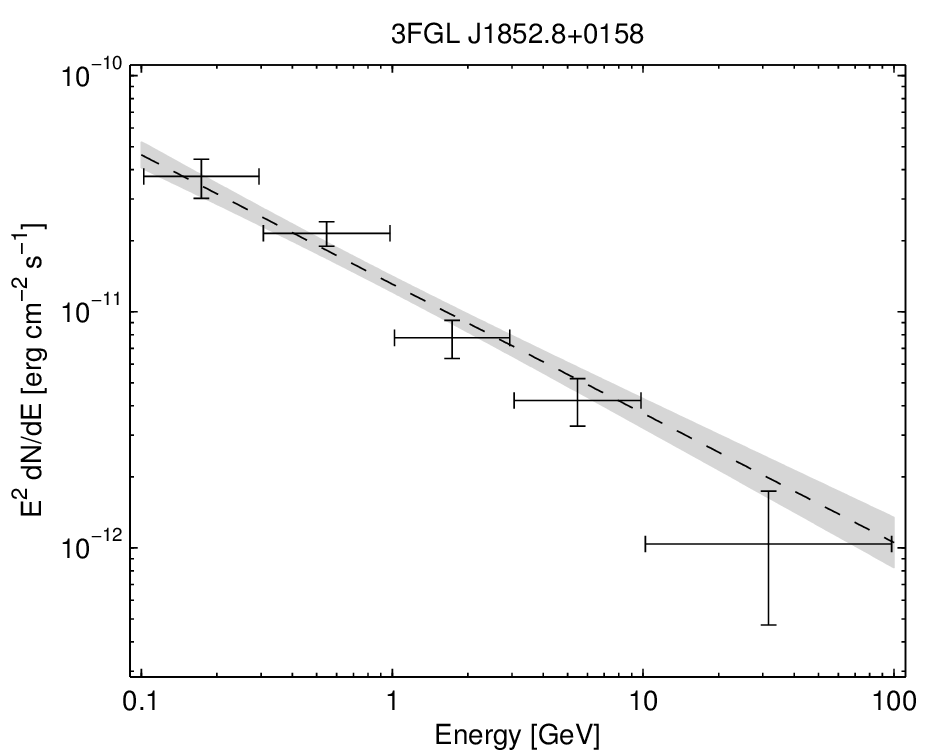 3FGL J1852.8+0158
10⁻¹⁰
10⁻¹¹
10⁻¹²
E² dN/dE [erg cm⁻² s⁻¹]
0.1 1 10 100
Energy [GeV]